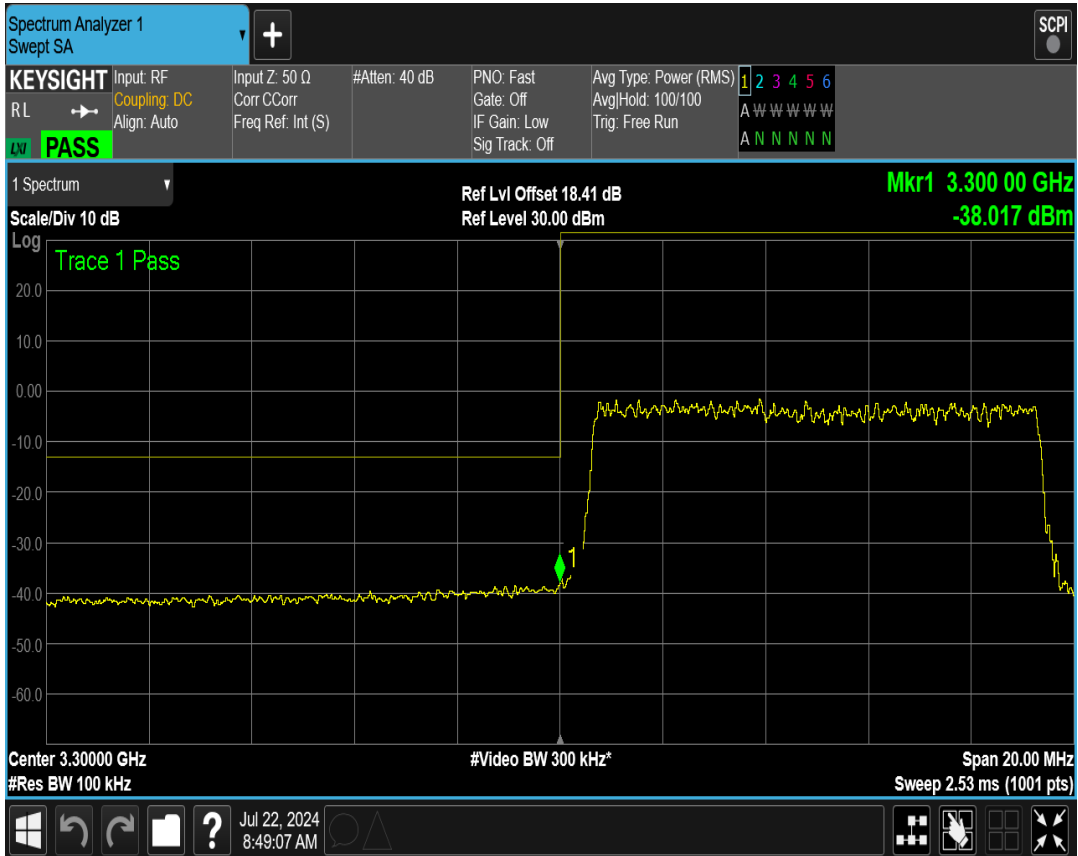 Spectrum Analyzer 1
Swept SA
+
SCPI
KEYSIGHT
R L
LXI
PASS
Input: RF
Coupling: DC
Align: Auto
Input Z: 50 Ω
Corr CCorr
Freq Ref: Int (S)
#Atten: 40 dB
PNO: Fast
Gate: Off
IF Gain: Low
Sig Track: Off
Avg Type: Power (RMS)
Avg|Hold: 100/100
Trig: Free Run
1 2 3 4 5 6
A W W W W W
A N N N N N
1 Spectrum
Scale/Div 10 dB
Ref Lvl Offset 18.41 dB
Ref Level 30.00 dBm
Mkr1 3.300 00 GHz
-38.017 dBm
Log
Trace 1 Pass
20.0
10.0
0.00
-10.0
-20.0
-30.0
1
-40.0
-50.0
-60.0
Center 3.30000 GHz
#Video BW 300 kHz*
Span 20.00 MHz
#Res BW 100 kHz
Sweep 2.53 ms (1001 pts)
?
Jul 22, 2024
8:49:07 AM